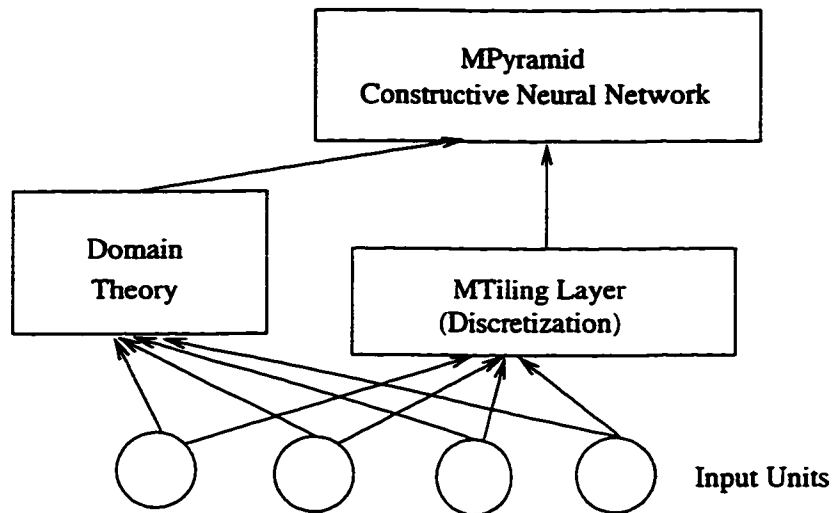 MPyramid
Constructive Neural Network
Domain
Theory
MTiling Layer
(Discretization)
Input Units